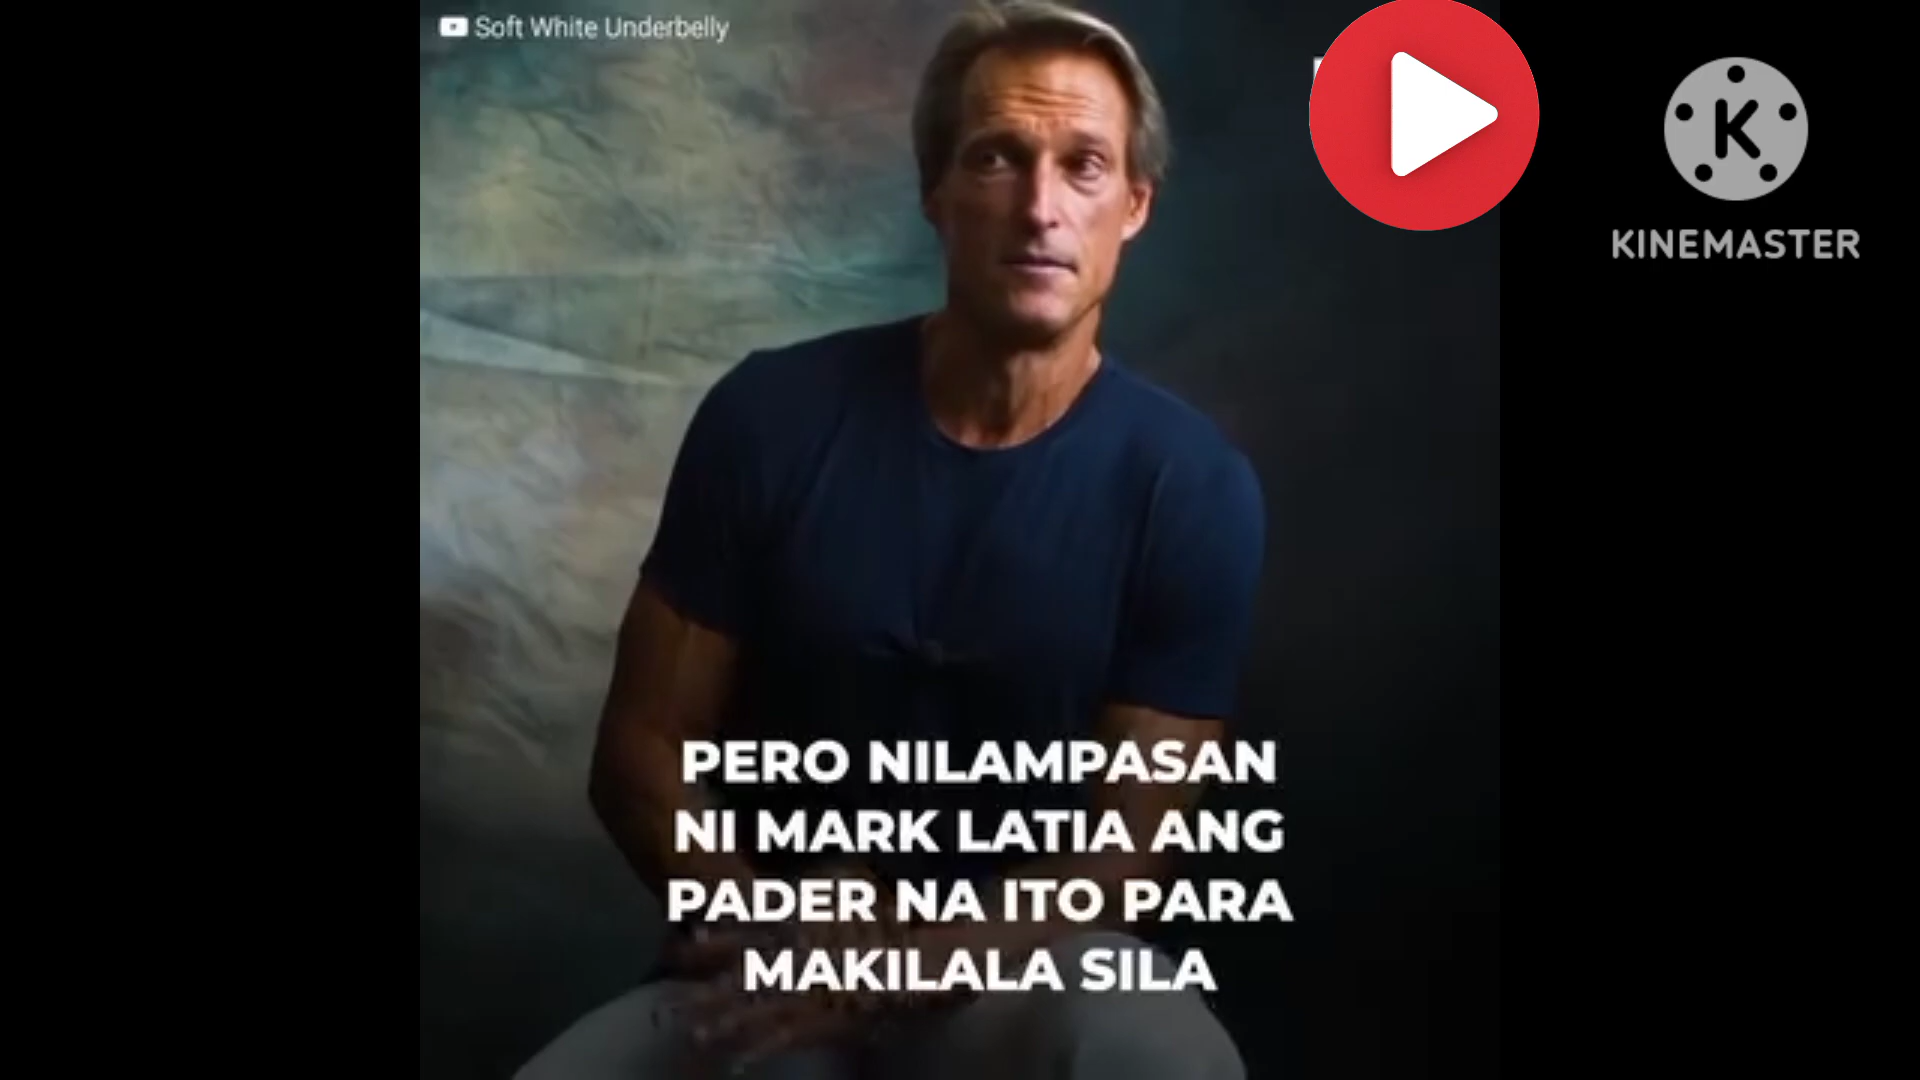 Soft White Underbelly
K
KINEMASTER
PERO NILAMPASAN
NI MARK LATIA ANG
PADER NA ITO PARA
MAKILALA SILA